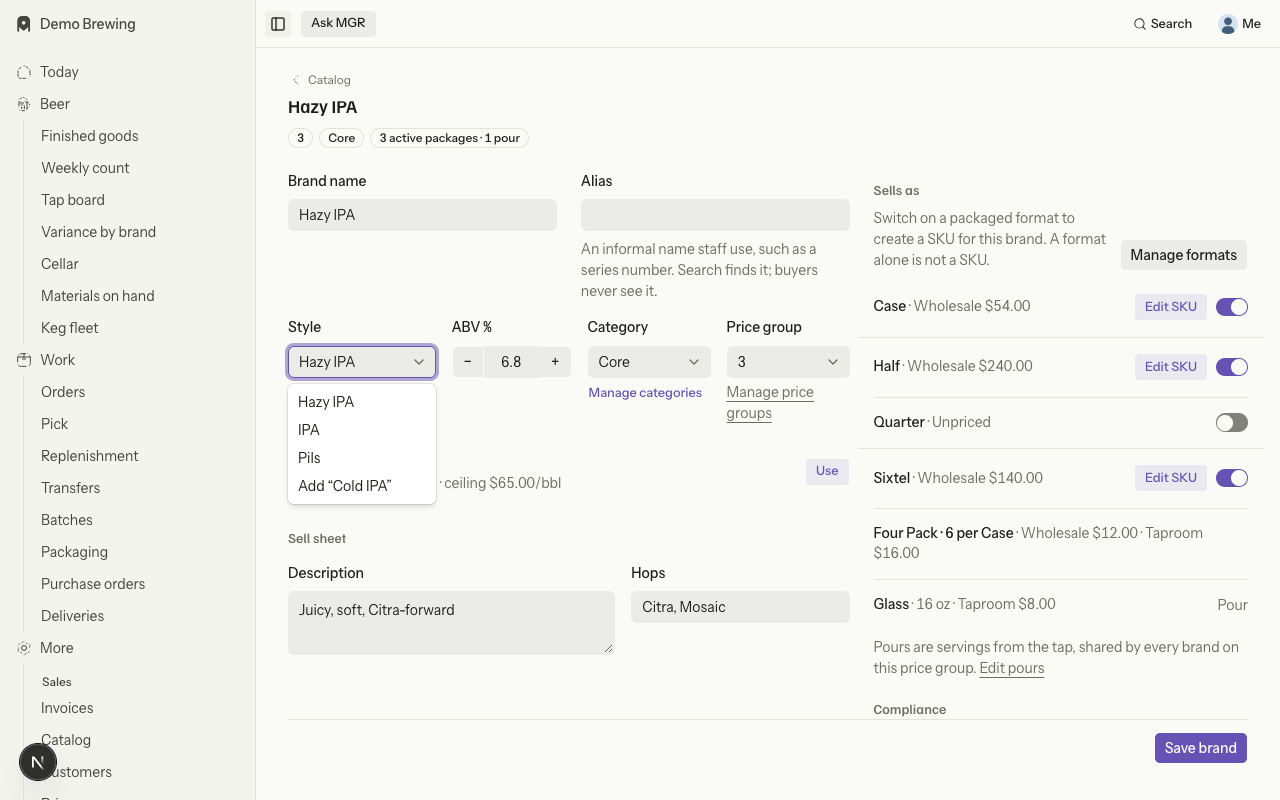 Demo Brewing
Ask MGR
Search
Me
Today
Beer
Finished goods
Weekly count
Tap board
Variance by brand
Cellar
Materials on hand
Keg fleet
Work
Orders
Pick
Replenishment
Transfers
Batches
Packaging
Purchase orders
Deliveries
More
Sales
Invoices
Catalog
ustomers
N
Catalog
Hazy IPA
3
Core
3 active packages · 1 pour
Brand name
Hazy IPA
Alias
An informal name staff use, such as a
series number. Search finds it; buyers
never see it.
Style
Hazy IPA
ABV %
− 6.8 +
Category
Core
Manage categories
Price group
3
Manage price
groups
Hazy IPA
IPA
Pils
Add “Cold IPA”
· ceiling $65.00/bbl
Use
Sell sheet
Description
Juicy, soft, Citra-forward
Hops
Citra, Mosaic
Sells as
Switch on a packaged format to
create a SKU for this brand. A format
alone is not a SKU.
Manage formats
Case · Wholesale $54.00
Edit SKU
Half · Wholesale $240.00
Edit SKU
Quarter · Unpriced
Sixtel · Wholesale $140.00
Edit SKU
Four Pack · 6 per Case · Wholesale $12.00 · Taproom
$16.00
Glass · 16 oz · Taproom $8.00
Pour
Pours are servings from the tap, shared by every brand on
this price group. Edit pours
Compliance
Save brand